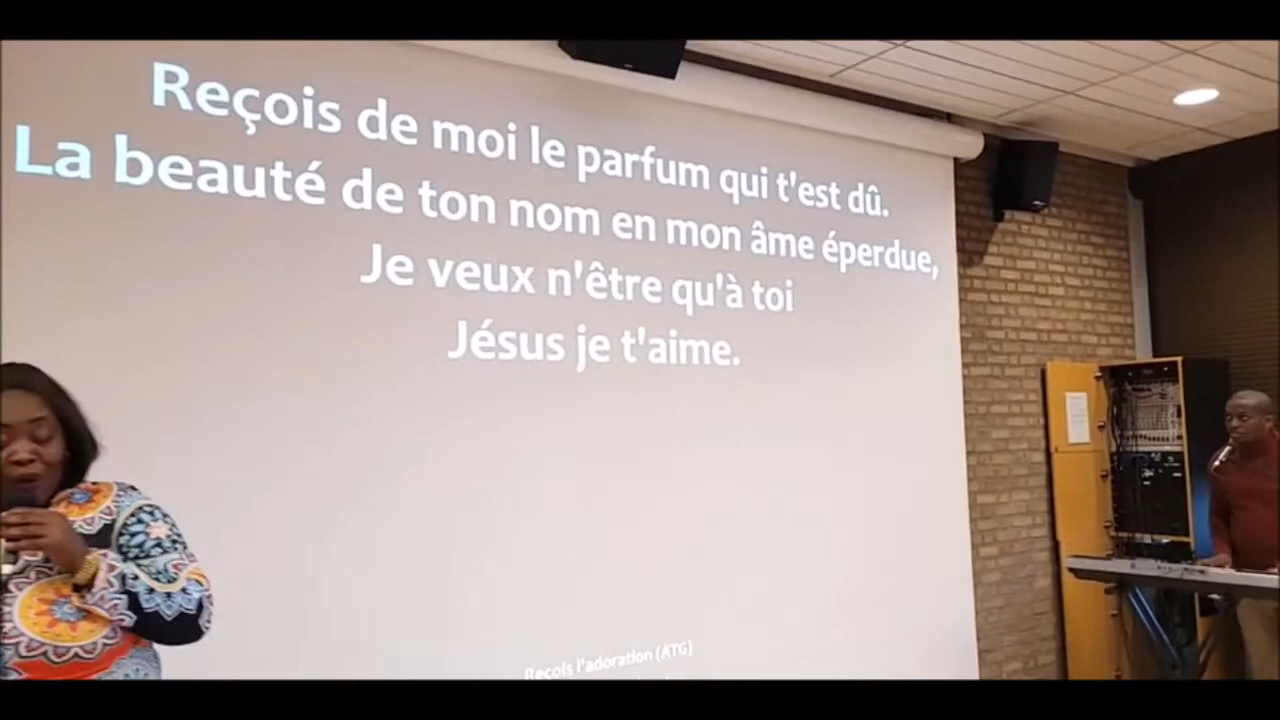 Reçois de moi le parfum qui t'est dû.
La beauté de ton nom en mon âme éperdue,
Je veux n'être qu'à toi
Jésus je t'aime.
Reçois l'adoration (ATG)